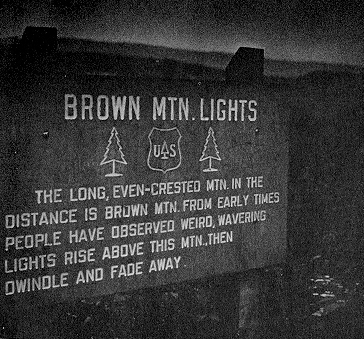 BROWN MTN. LIGHTS
U S
THE LONG, EVEN-CRESTED MTN. IN THE
DISTANCE IS BROWN MTN. FROM EARLY TIMES
PEOPLE HAVE OBSERVED WEIRD, WAVERING
LIGHTS RISE ABOVE THIS MTN., THEN
DWINDLE AND FADE AWAY.